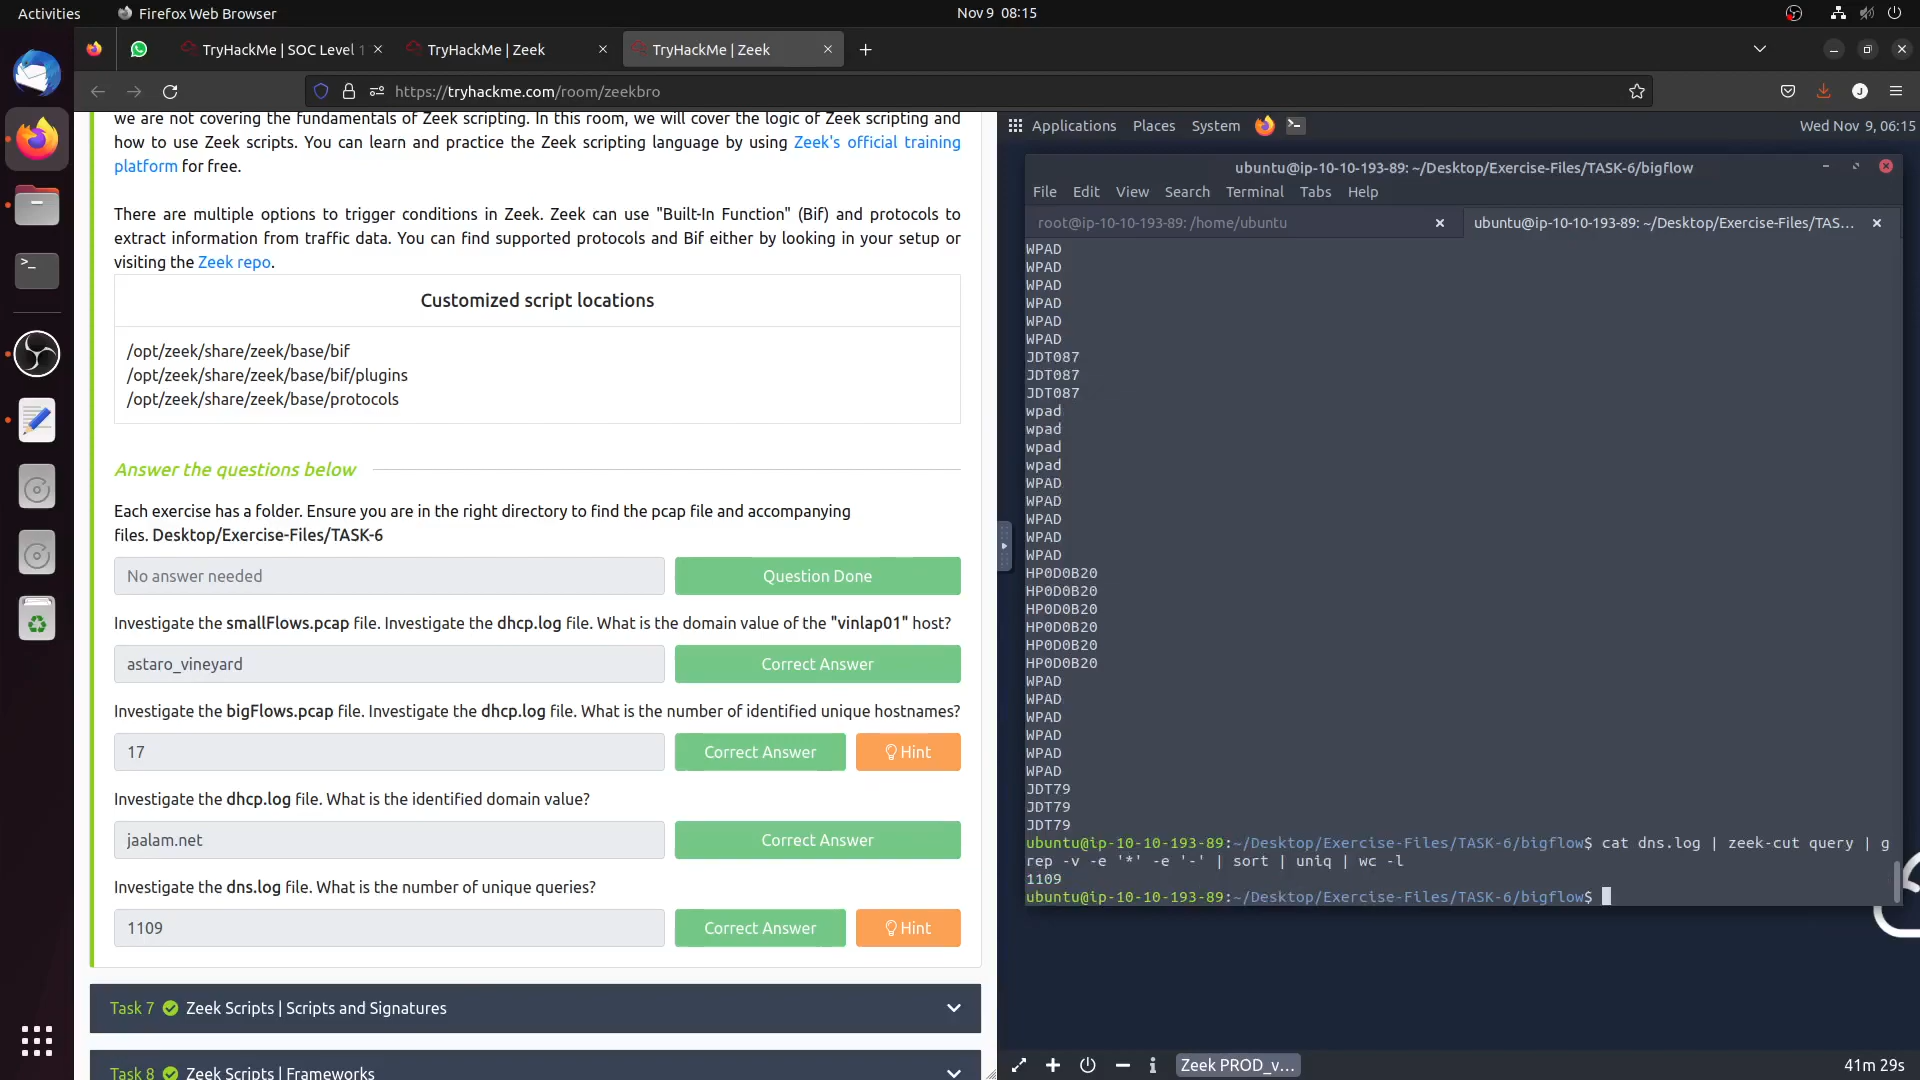 Activities
Firefox Web Browser
Nov 9 08:15
TryHackMe | SOC Level 1
TryHackMe | Zeek
TryHackMe | Zeek
https://tryhackme.com/room/zeekbro
J
we are not covering the fundamentals of Zeek scripting. In this room, we will cover the logic of Zeek scripting and
how to use Zeek scripts. You can learn and practice the Zeek scripting language by using Zeek's official training
platform for free.
There are multiple options to trigger conditions in Zeek. Zeek can use "Built-In Function" (Bif) and protocols to
extract information from traffic data. You can find supported protocols and Bif either by looking in your setup or
visiting the Zeek repo.
Customized script locations
/opt/zeek/share/zeek/base/bif
/opt/zeek/share/zeek/base/bif/plugins
/opt/zeek/share/zeek/base/protocols
Answer the questions below
Each exercise has a folder. Ensure you are in the right directory to find the pcap file and accompanying
files. Desktop/Exercise-Files/TASK-6
No answer needed
Question Done
Investigate the smallFlows.pcap file. Investigate the dhcp.log file. What is the domain value of the "vinlap01" host?
astaro_vineyard
Correct Answer
Investigate the bigFlows.pcap file. Investigate the dhcp.log file. What is the number of identified unique hostnames?
17
Correct Answer
Hint
Investigate the dhcp.log file. What is the identified domain value?
jaalam.net
Correct Answer
Investigate the dns.log file. What is the number of unique queries?
1109
Correct Answer
Hint
Task 7 Zeek Scripts | Scripts and Signatures
Task 8 Zeek Scripts | Frameworks
Applications
Places
System
Wed Nov 9, 06:15
ubuntu@ip-10-10-193-89: ~/Desktop/Exercise-Files/TASK-6/bigflow
File Edit View Search Terminal Tabs Help
root@ip-10-10-193-89: /home/ubuntu
ubuntu@ip-10-10-193-89: ~/Desktop/Exercise-Files/TAS...
WPAD
WPAD
WPAD
WPAD
WPAD
WPAD
JDT087
JDT087
JDT087
wpad
wpad
wpad
wpad
WPAD
WPAD
WPAD
WPAD
WPAD
HP0D0B20
HP0D0B20
HP0D0B20
HP0D0B20
HP0D0B20
HP0D0B20
WPAD
WPAD
WPAD
WPAD
WPAD
WPAD
JDT79
JDT79
JDT79
ubuntu@ip-10-10-193-89:~/Desktop/Exercise-Files/TASK-6/bigflow$ cat dns.log | zeek-cut query | g
rep -v -e '*' -e '-' | sort | uniq | wc -l
1109
ubuntu@ip-10-10-193-89:~/Desktop/Exercise-Files/TASK-6/bigflow$
Zeek PROD_v...
41m 29s